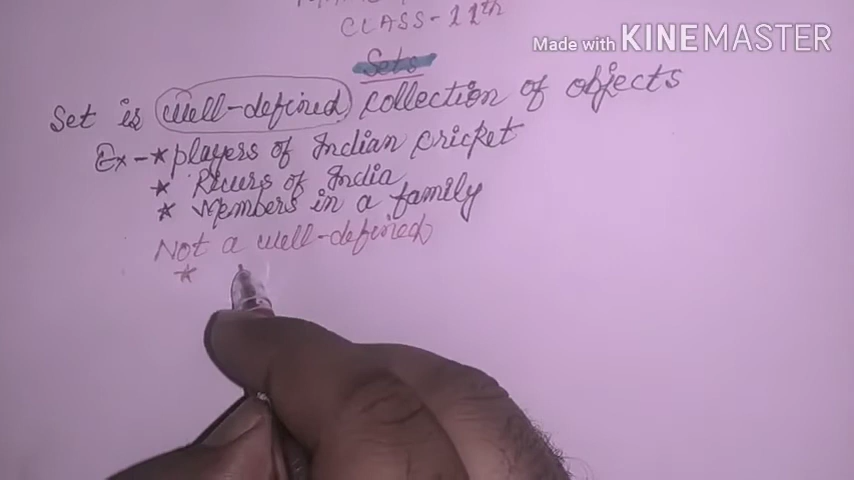 CLASS-11th
Made with KINEMASTER
Sets
Set is well-defined collection of objects
Ex - * players of Indian cricket
* Rivers of India
* Members in a family
Not a well-defined
*